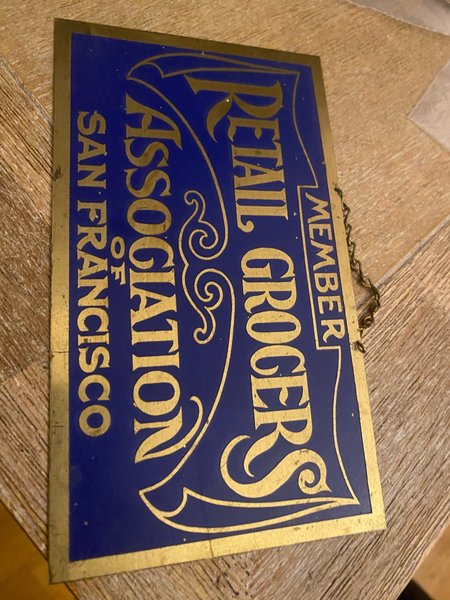 MEMBER
RETAIL GROCERS
ASSOCIATION
OF
SAN FRANCISCO